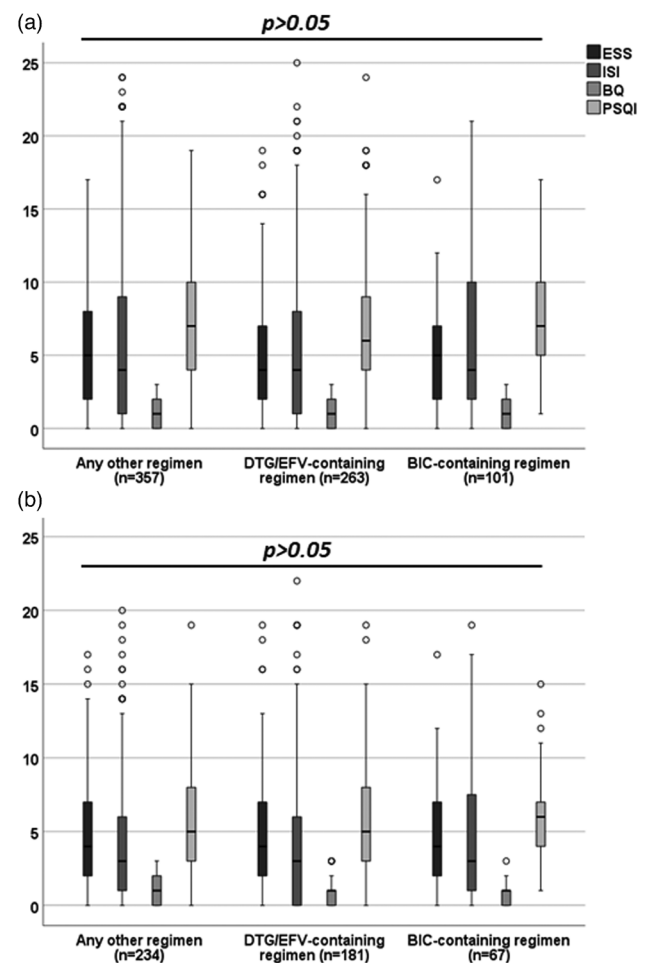 (a)
p>0.05
ESS
ISI
BQ
PSQI
25
20
15
10
5
0
Any other regimen
(n=357)
DTG/EFV-containing
regimen (n=263)
BIC-containing regimen
(n=101)
(b)
p>0.05
25
20
15
10
5
0
Any other regimen
(n=234)
DTG/EFV-containing
regimen (n=181)
BIC-containing regimen
(n=67)